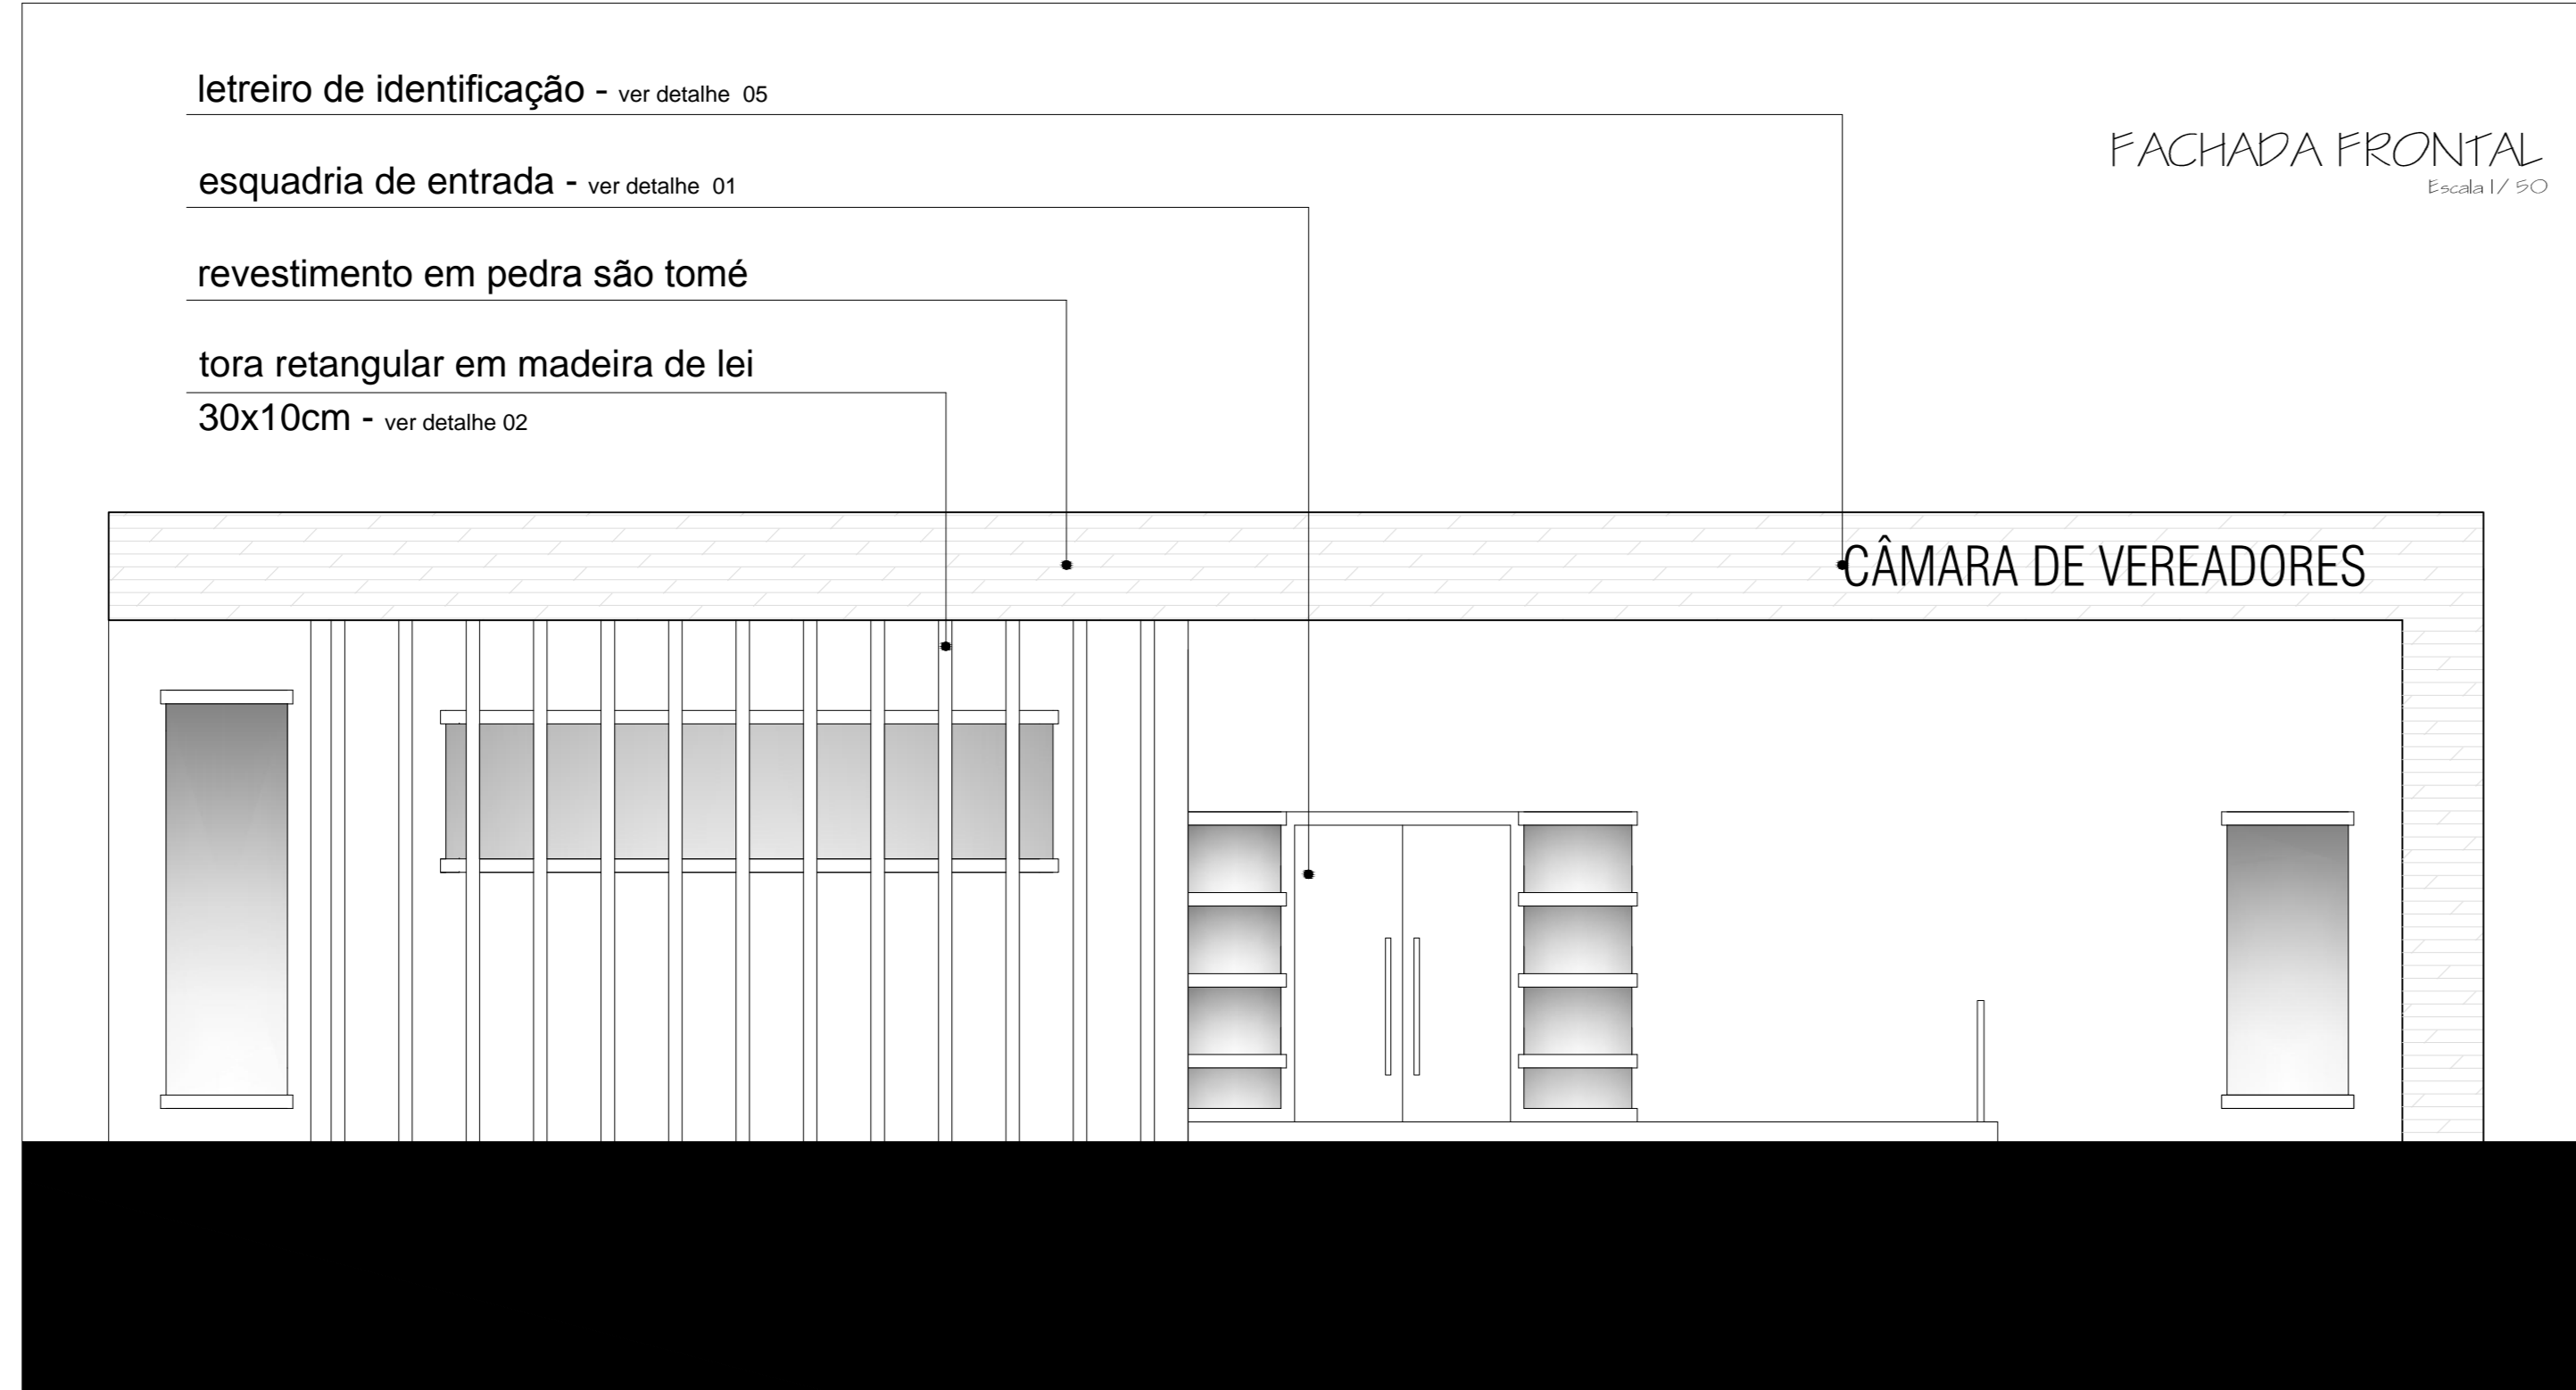 letreiro de identificação - ver detalhe 05
FACHADA FRONTAL
Escala 1/50
esquadria de entrada - ver detalhe 01
revestimento em pedra são tomé
tora retangular em madeira de lei
30x10cm - ver detalhe 02
CÂMARA DE VEREADORES